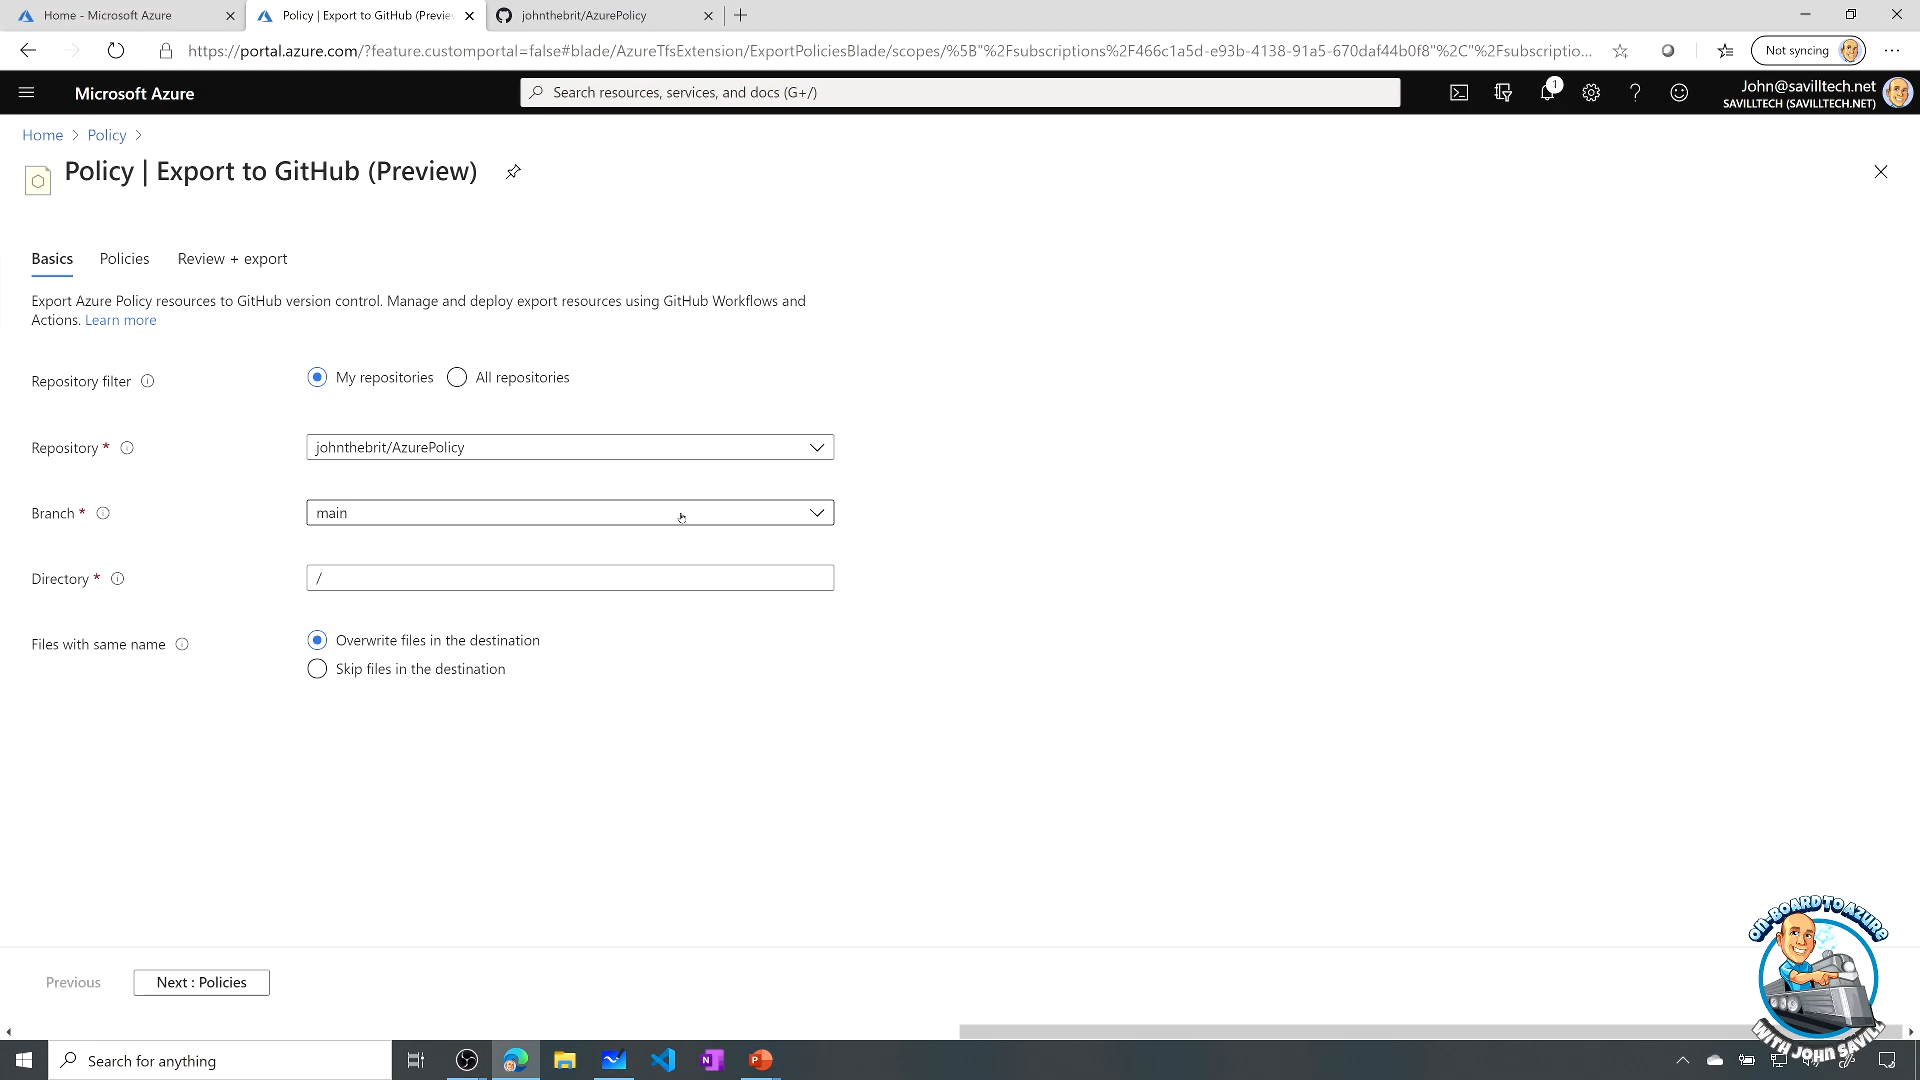 Home - Microsoft Azure
Policy | Export to GitHub (Previe
johnthebrit/AzurePolicy
https://portal.azure.com/?feature.customportal=false#blade/AzureTfsExtension/ExportPoliciesBlade/scopes/%5B"%2Fsubscriptions%2F466c1a5d-e93b-4138-91a5-670daf44b0f8"%2C"%2Fsubscriptio...
Not syncing
Microsoft Azure
Search resources, services, and docs (G+/)
1
John@savilltech.net
SAVILLTECH (SAVILLTECH.NET)
Home > Policy >
Policy | Export to GitHub (Preview)
Basics
Policies
Review + export
Export Azure Policy resources to GitHub version control. Manage and deploy export resources using GitHub Workflows and
Actions. Learn more
Repository filter
My repositories
All repositories
Repository *
johnthebrit/AzurePolicy
Branch *
main
Directory *
/
Files with same name
Overwrite files in the destination
Skip files in the destination
Previous
Next : Policies
ON-BOARD TO AZURE
WITH JOHN SAVILL
Search for anything